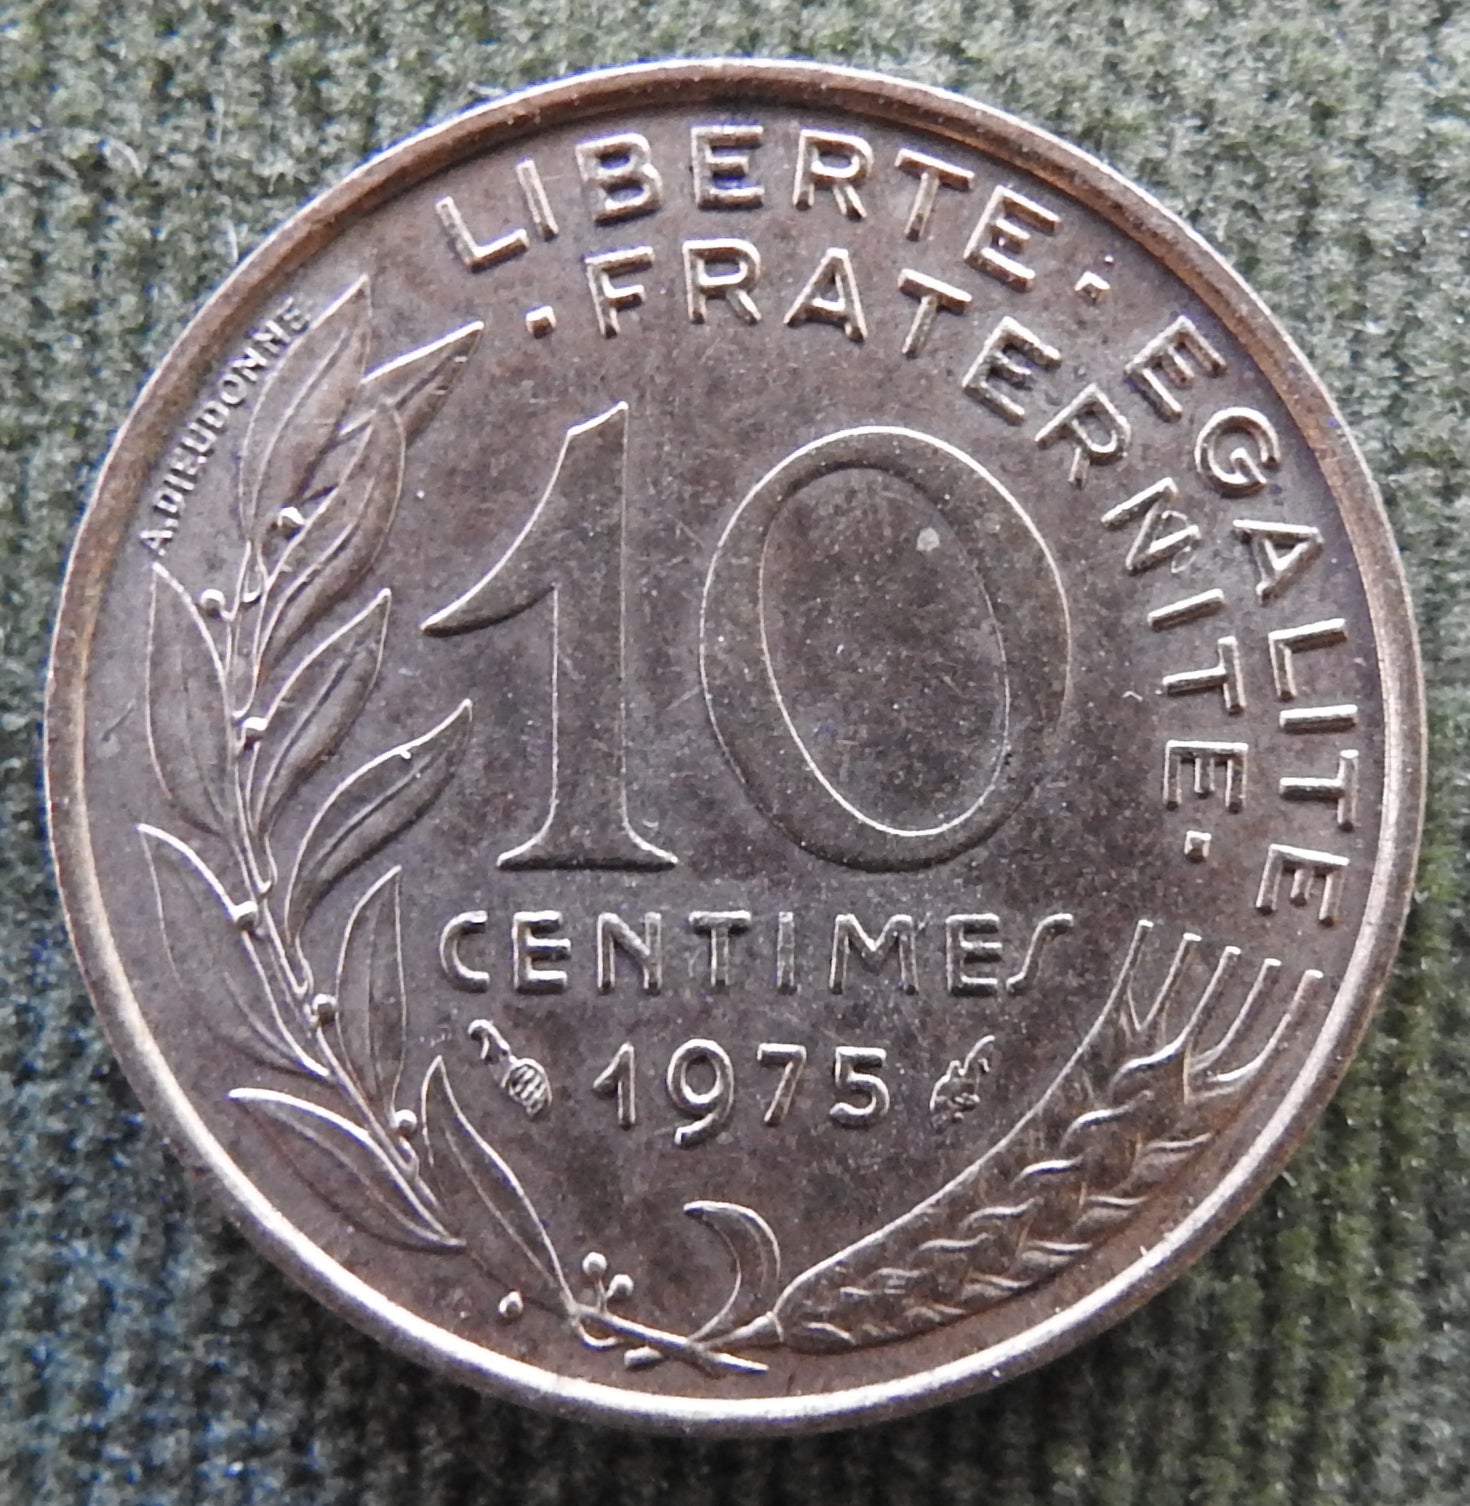 LIBERTE · EGALITE
· FRATERNITE ·
A.DIEUDONNE
10
CENTIMES
1975